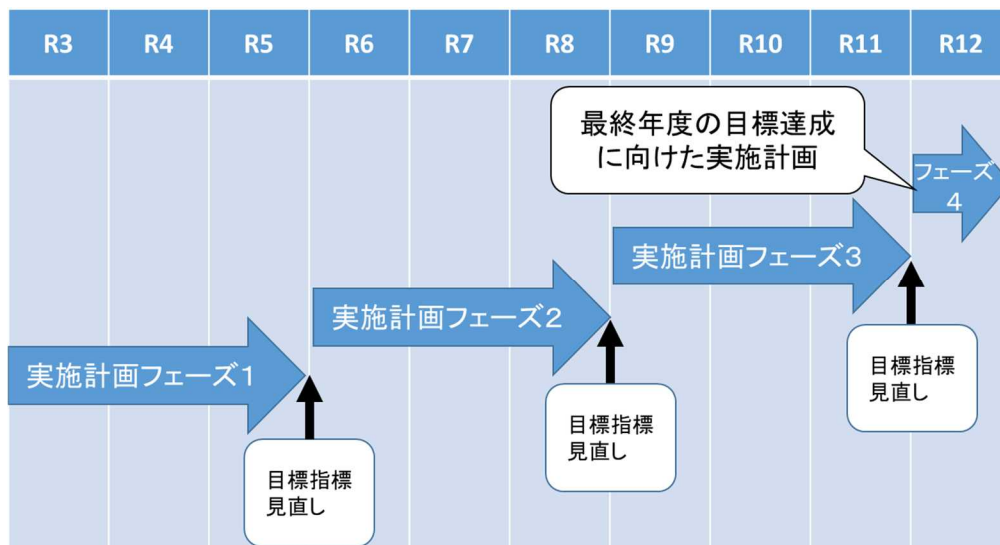 R3 R4 R5 R6 R7 R8 R9 R10 R11 R12
最終年度の目標達成
に向けた実施計画
フェーズ
4
実施計画フェーズ3
実施計画フェーズ2
実施計画フェーズ1
目標指標
見直し
目標指標
見直し
目標指標
見直し